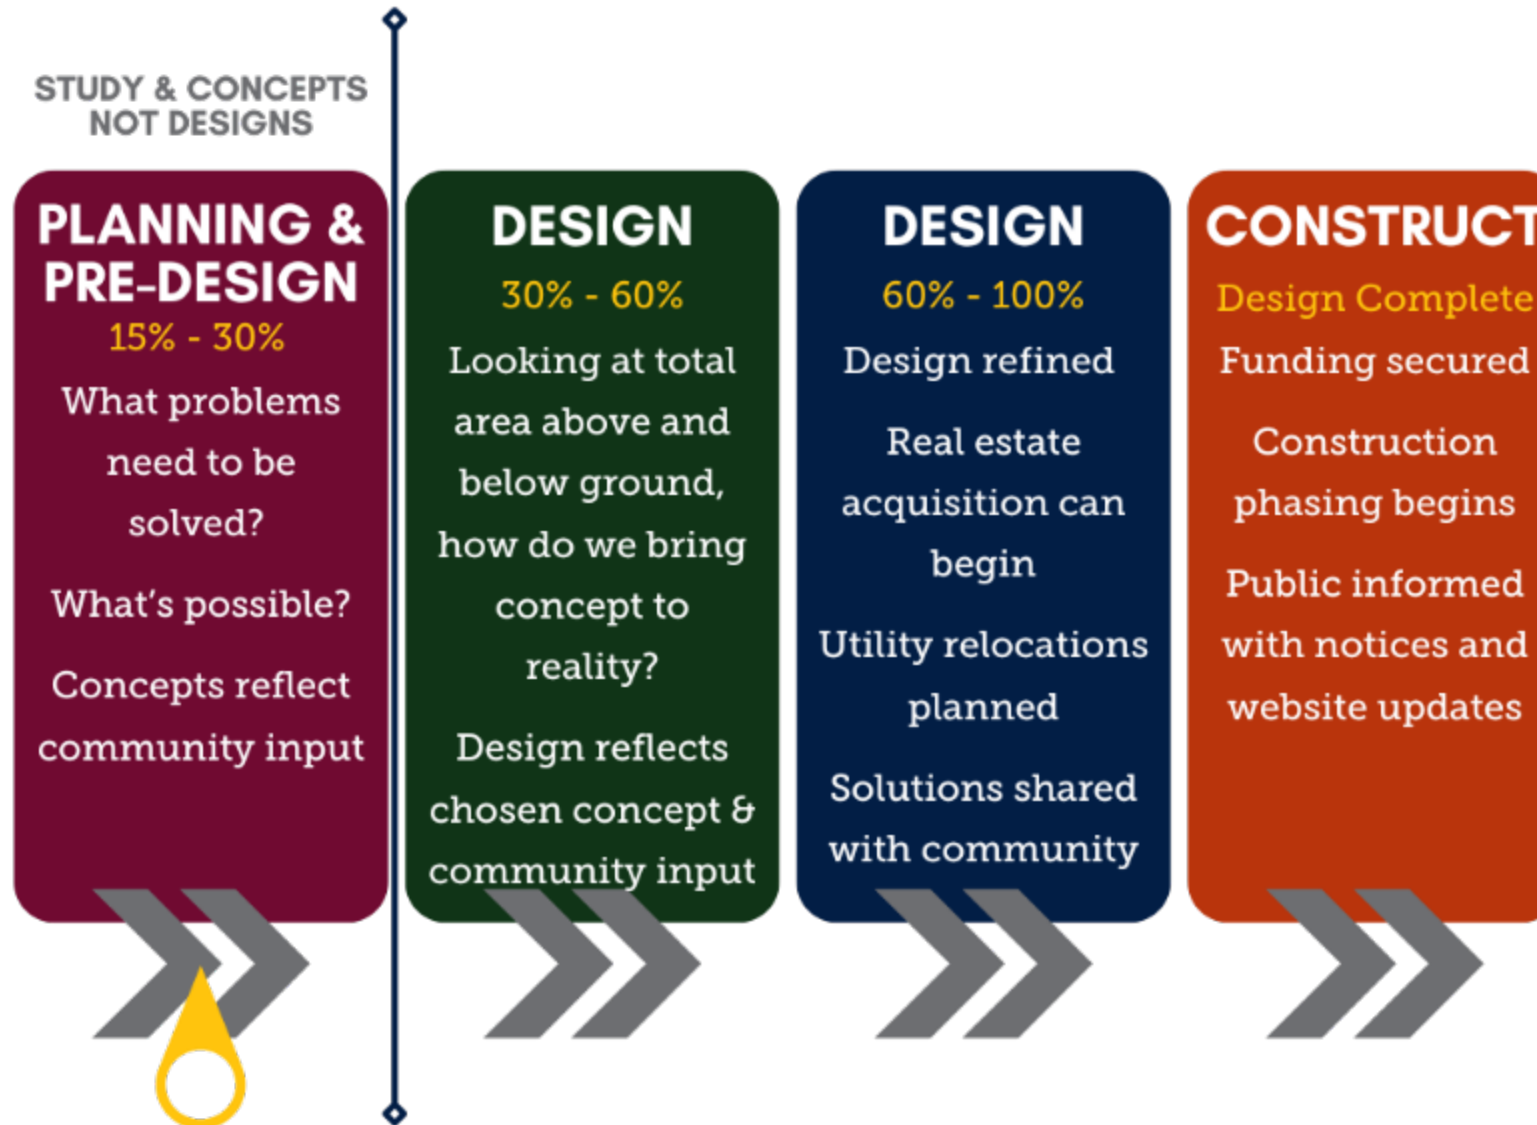 STUDY & CONCEPTS
NOT DESIGNS
PLANNING &
PRE-DESIGN
15% - 30%
What problems
need to be
solved?
What's possible?
Concepts reflect
community input
DESIGN
30% - 60%
Looking at total
area above and
below ground,
how do we bring
concept to
reality?
Design reflects
chosen concept &
community input
DESIGN
60% - 100%
Design refined
Real estate
acquisition can
begin
Utility relocations
planned
Solutions shared
with community
CONSTRUCT
Design Complete
Funding secured
Construction
phasing begins
Public informed
with notices and
website updates